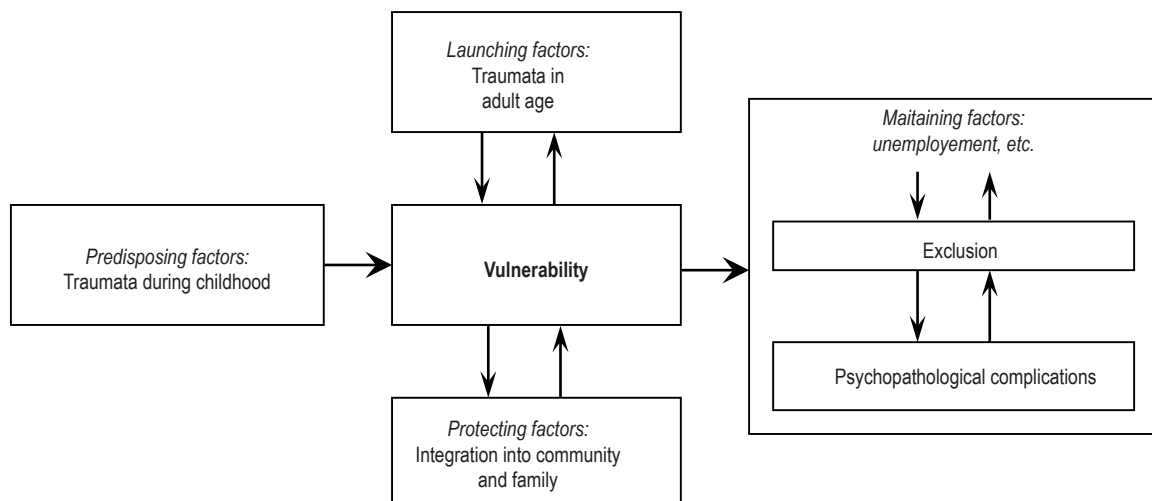 Launching factors:
Traumata in
adult age
Maitaining factors:
unemployement, etc.
Predisposing factors:
Traumata during childhood
Vulnerability
Exclusion
Psychopathological complications
Protecting factors:
Integration into community
and family